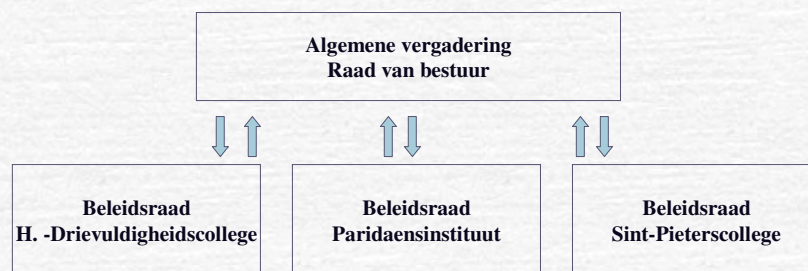 Algemene vergadering
Raad van bestuur
Beleidsraad
H. -Drievuldigheidscollege
Beleidsraad
Paridaensinstituut
Beleidsraad
Sint-Pieterscollege